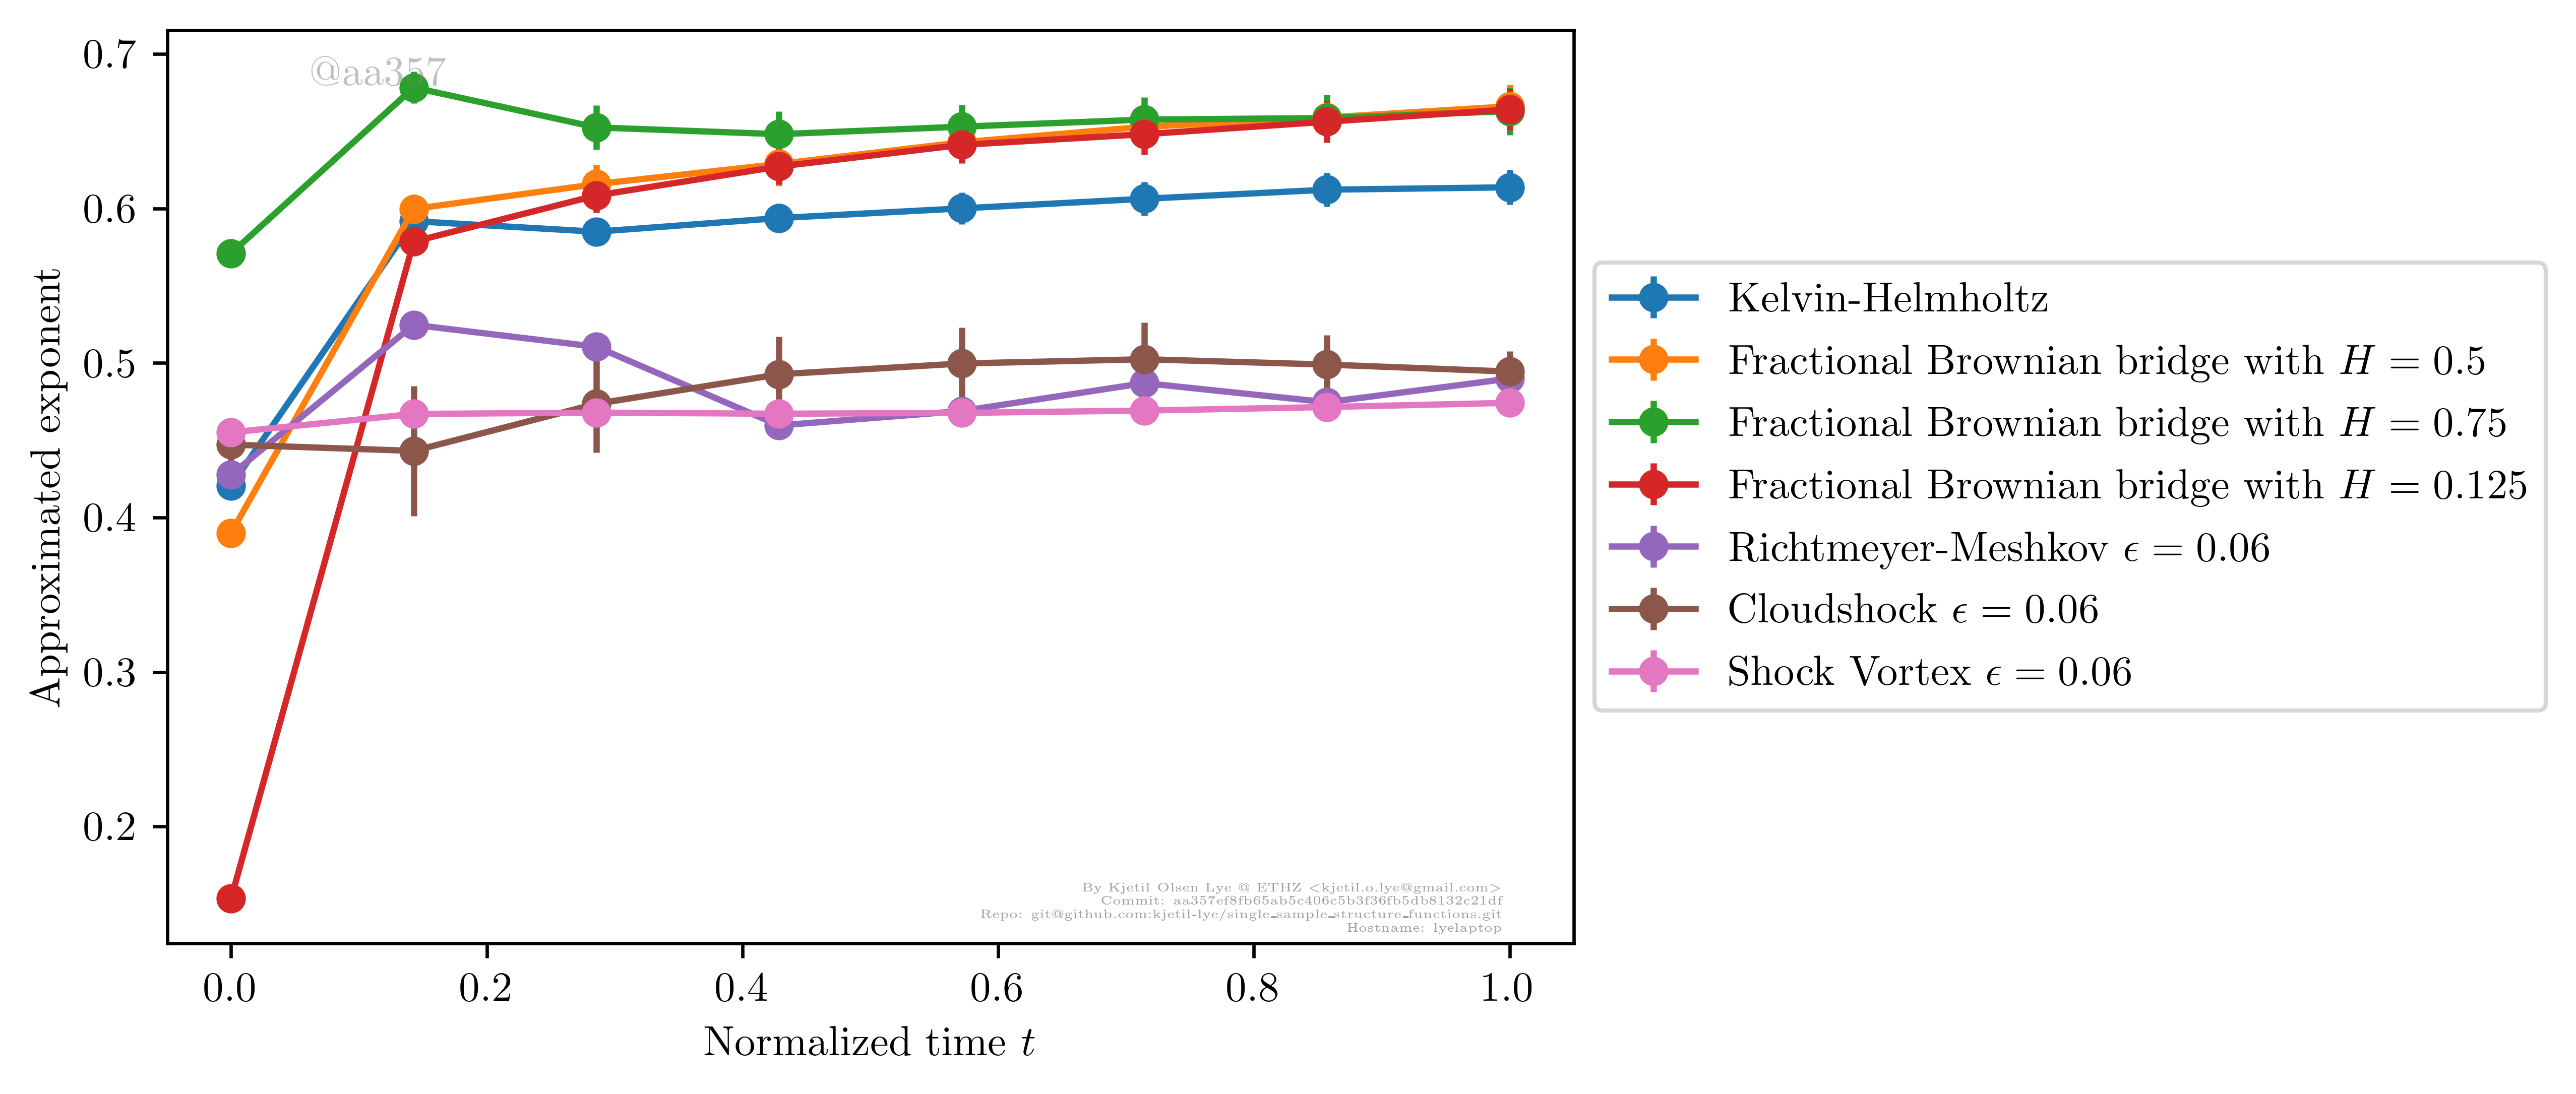 @aa357
0.7
0.6
0.5
0.4
0.3
0.2
Approximated exponent
0.0 0.2 0.4 0.6 0.8 1.0
Normalized time t
Kelvin-Helmholtz
Fractional Brownian bridge with H = 0.5
Fractional Brownian bridge with H = 0.75
Fractional Brownian bridge with H = 0.125
Richtmeyer-Meshkov ϵ = 0.06
Cloudshock ϵ = 0.06
Shock Vortex ϵ = 0.06
By Kjetil Olsen Lye @ ETHZ <kjetil.o.lye@gmail.com>
Commit: aa357ef8fb65ab5c406c5b3f36fb5db8132c21df
Repo: git@github.com:kjetil-lye/single_sample_structure_functions.git
Hostname: lyelaptop